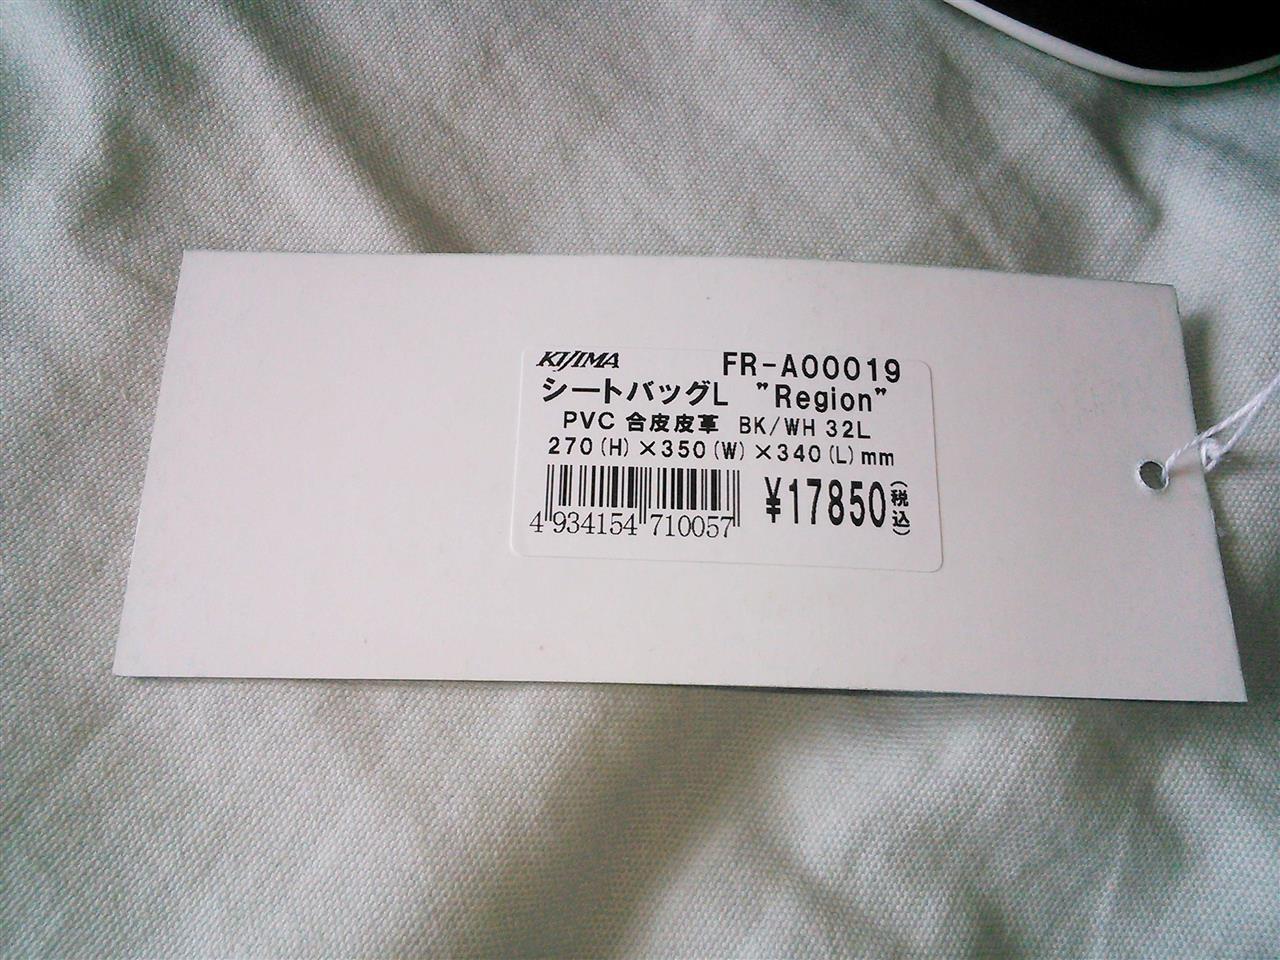 KIJIMA FR-A00019
シートバッグL "Region"
PVC 合皮皮革 BK/WH 32L
270(H)×350(W)×340(L)mm
4 934154 710057 ¥17850(税込)